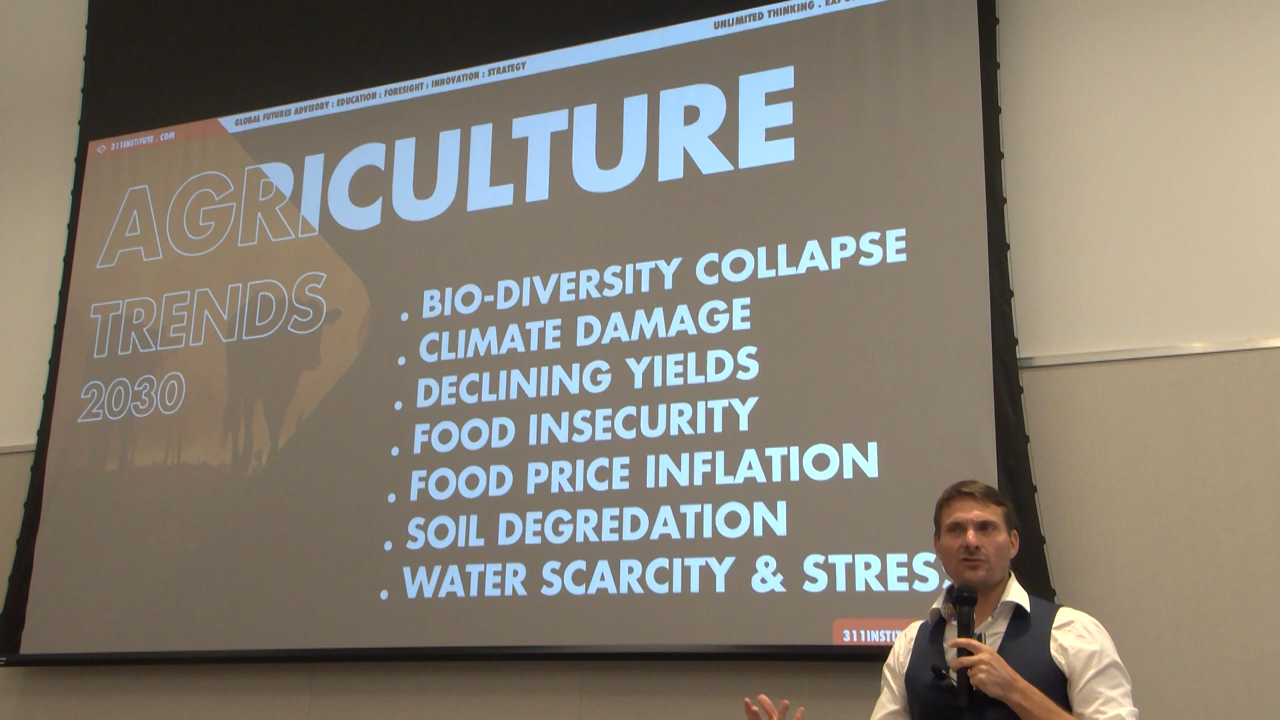 UNLIMITED THINKING .
GLOBAL FUTURES ADVISORY : EDUCATION : FORESIGHT : INNOVATION : STRATEGY
311INSTITUTE . COM
AGRICULTURE
TRENDS
2030
. BIO-DIVERSITY COLLAPSE
. CLIMATE DAMAGE
. DECLINING YIELDS
. FOOD INSECURITY
. FOOD PRICE INFLATION
. SOIL DEGREDATION
. WATER SCARCITY & STRES
311INSTI